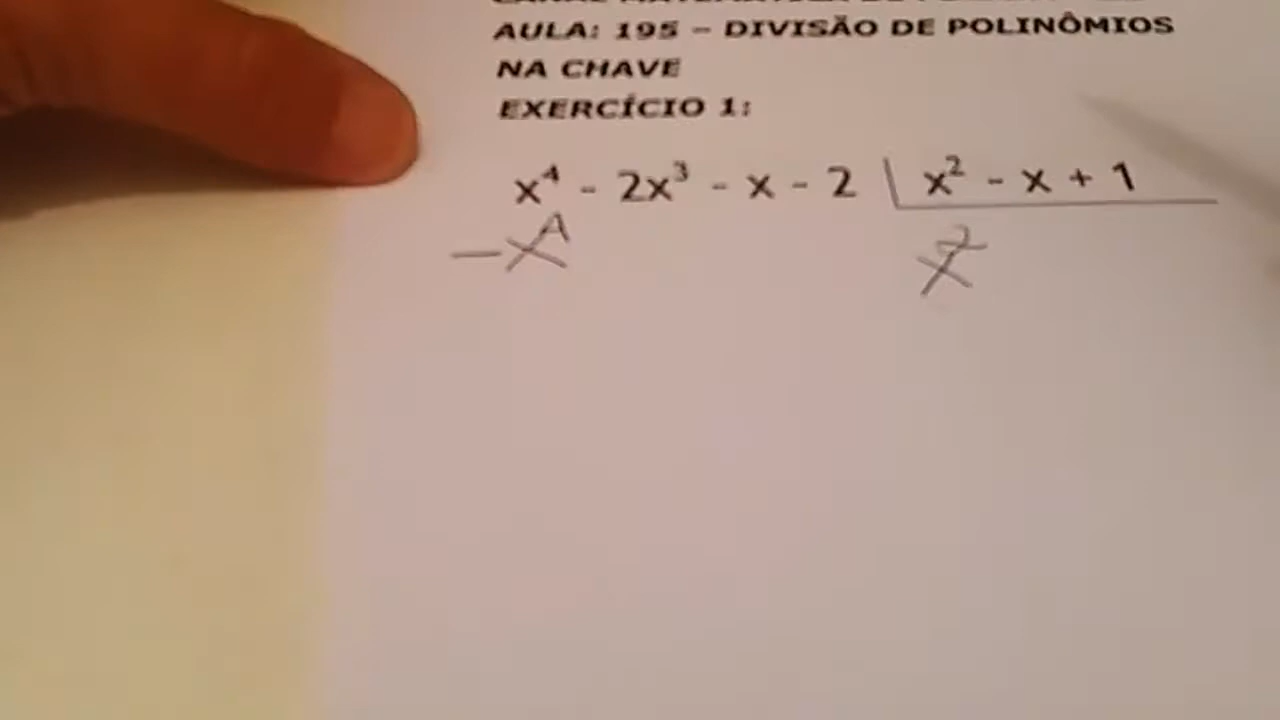 AULA: 195 – DIVISÃO DE POLINÔMIOS
NA CHAVE
EXERCÍCIO 1:
x⁴ - 2x³ - x - 2 | x² - x + 1
-x⁴ x²